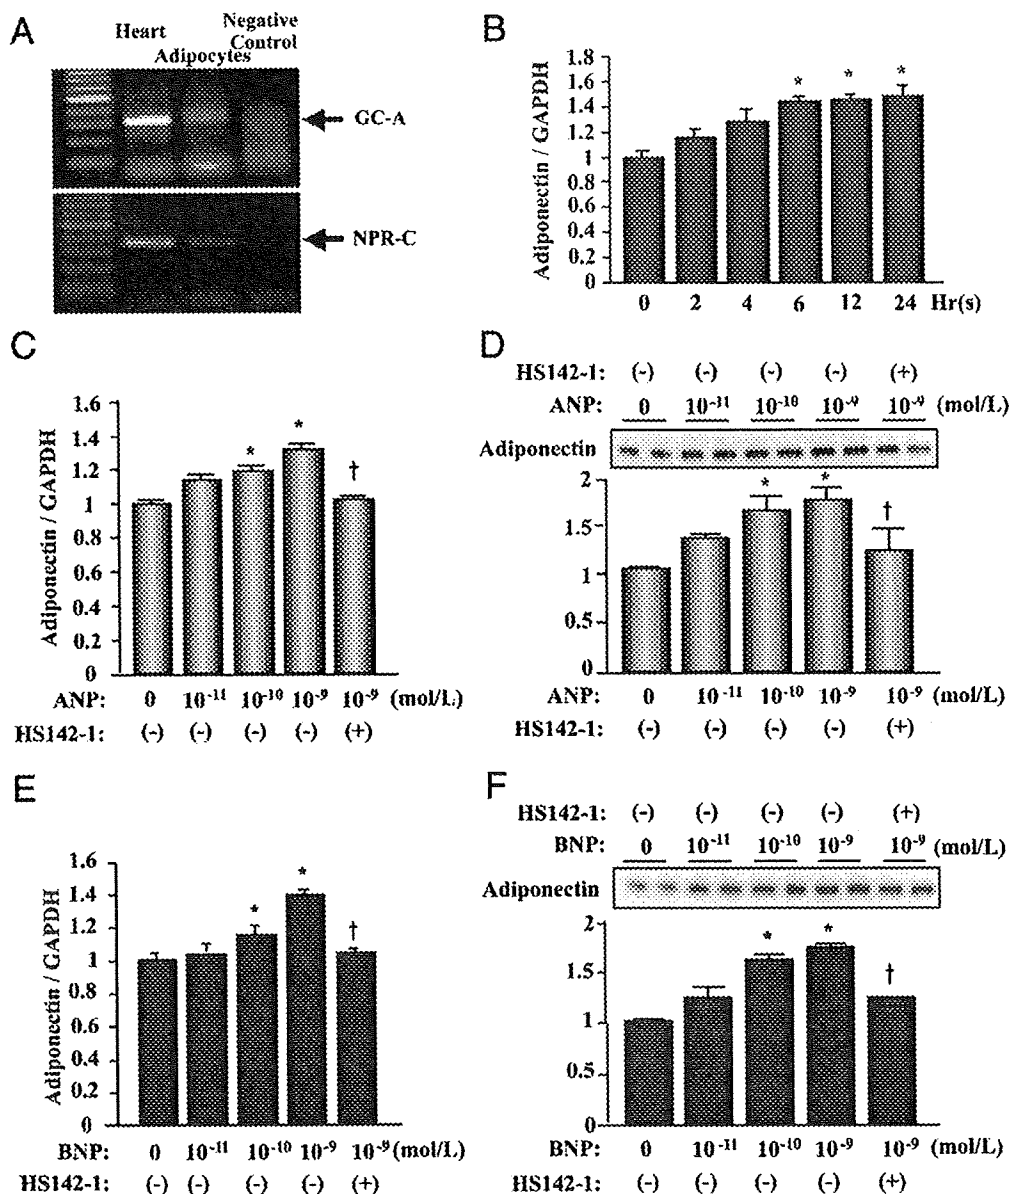 A
Heart
Adipocytes
Negative
Control
GC-A
NPR-C
B
Adiponectin / GAPDH
1.8
1.6
1.4
1.2
1
0.8
0.6
0.4
0.2
0
* * *
0 2 4 6 12 24 Hr(s)
C
Adiponectin / GAPDH
1.6
1.4
1.2
1
0.8
0.6
0.4
0.2
0
* * †
ANP: 0 10⁻¹¹ 10⁻¹⁰ 10⁻⁹ 10⁻⁹ (mol/L)
HS142-1: (-) (-) (-) (-) (+)
D
HS142-1: (-) (-) (-) (-) (+)
ANP: 0 10⁻¹¹ 10⁻¹⁰ 10⁻⁹ 10⁻⁹ (mol/L)
Adiponectin
2
1.5
1
0.5
0
* * †
ANP: 0 10⁻¹¹ 10⁻¹⁰ 10⁻⁹ 10⁻⁹ (mol/L)
HS142-1: (-) (-) (-) (-) (+)
E
Adiponectin / GAPDH
1.6
1.4
1.2
1
0.8
0.6
0.4
0.2
0
* * †
BNP: 0 10⁻¹¹ 10⁻¹⁰ 10⁻⁹ 10⁻⁹ (mol/L)
HS142-1: (-) (-) (-) (-) (+)
F
HS142-1: (-) (-) (-) (-) (+)
BNP: 0 10⁻¹¹ 10⁻¹⁰ 10⁻⁹ 10⁻⁹ (mol/L)
Adiponectin
2
1.5
1
0.5
0
* * †
BNP: 0 10⁻¹¹ 10⁻¹⁰ 10⁻⁹ 10⁻⁹ (mol/L)
HS142-1: (-) (-) (-) (-) (+)